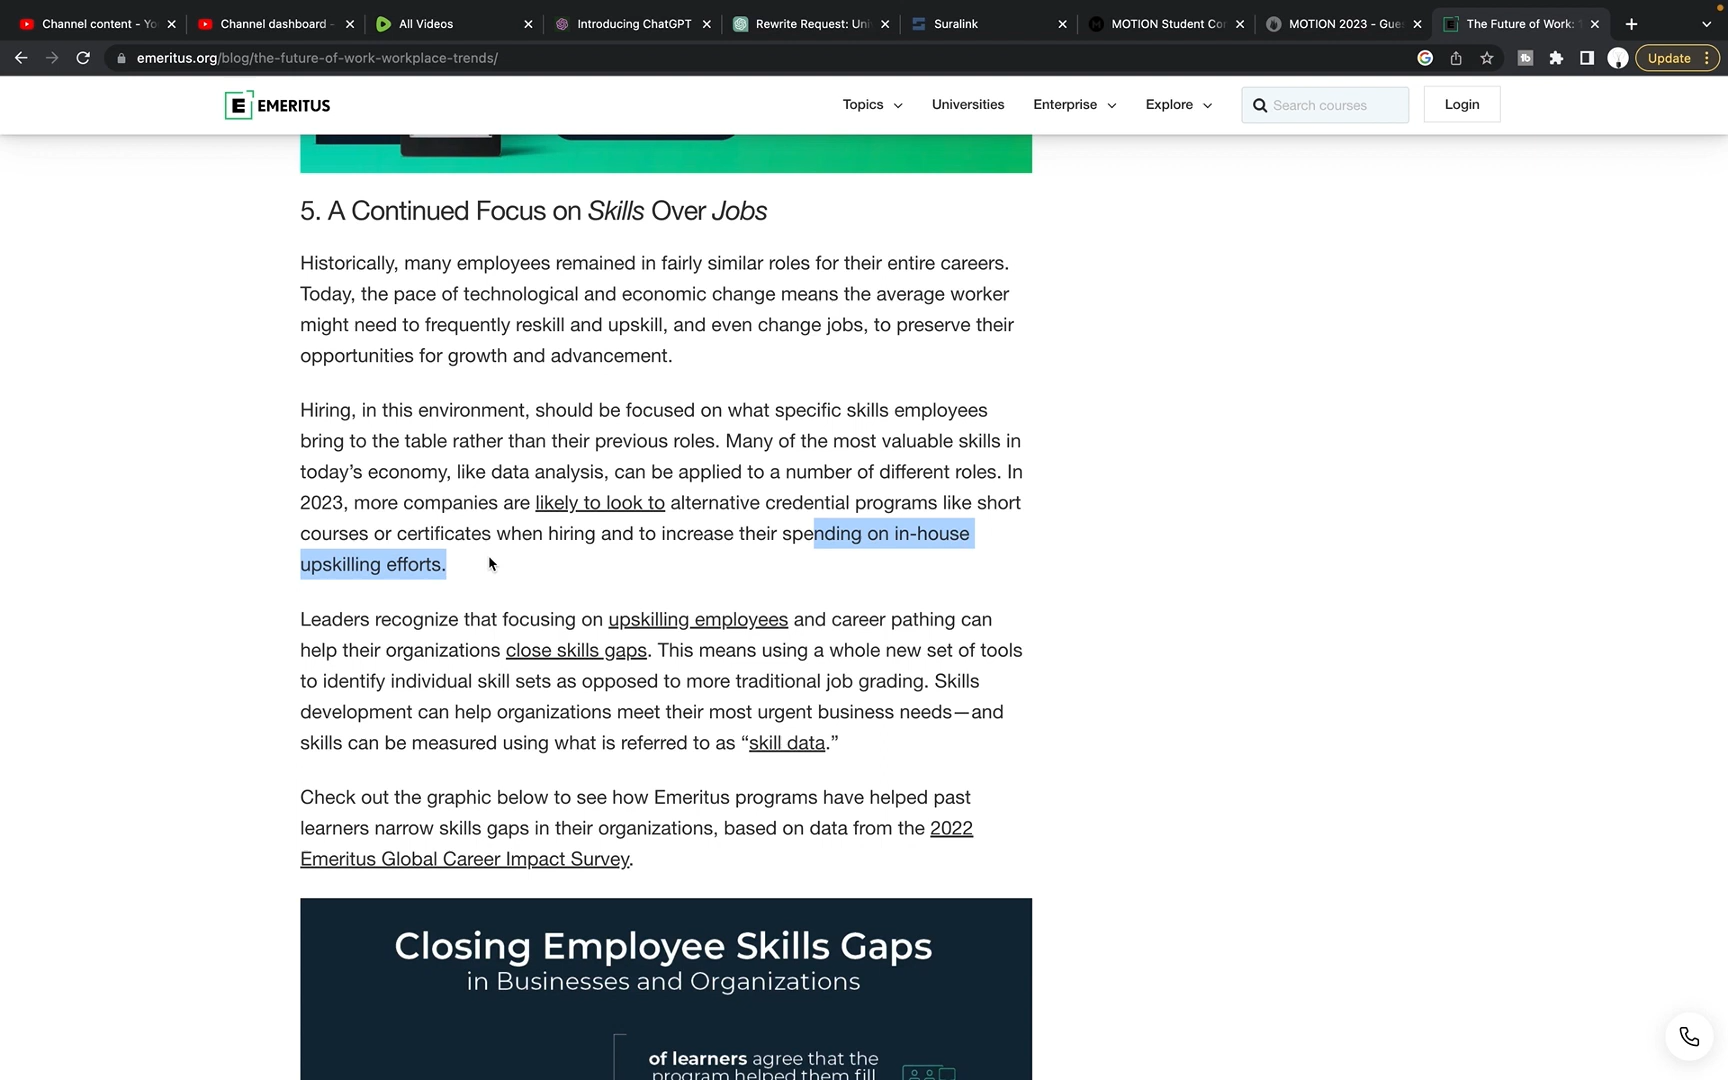 Channel content - Yo
Channel dashboard -
All Videos
Introducing ChatGPT
Rewrite Request: Uni
Suralink
MOTION Student Co
MOTION 2023 - Gue
The Future of Work:
emeritus.org/blog/the-future-of-work-workplace-trends/
Update
E EMERITUS
Topics
Universities
Enterprise
Explore
Search courses
Login
5. A Continued Focus on Skills Over Jobs
Historically, many employees remained in fairly similar roles for their entire careers.
Today, the pace of technological and economic change means the average worker
might need to frequently reskill and upskill, and even change jobs, to preserve their
opportunities for growth and advancement.
Hiring, in this environment, should be focused on what specific skills employees
bring to the table rather than their previous roles. Many of the most valuable skills in
today’s economy, like data analysis, can be applied to a number of different roles. In
2023, more companies are likely to look to alternative credential programs like short
courses or certificates when hiring and to increase their spending on in-house
upskilling efforts.
Leaders recognize that focusing on upskilling employees and career pathing can
help their organizations close skills gaps. This means using a whole new set of tools
to identify individual skill sets as opposed to more traditional job grading. Skills
development can help organizations meet their most urgent business needs—and
skills can be measured using what is referred to as “skill data.”
Check out the graphic below to see how Emeritus programs have helped past
learners narrow skills gaps in their organizations, based on data from the 2022
Emeritus Global Career Impact Survey.
Closing Employee Skills Gaps
in Businesses and Organizations
of learners agree that the
program helped them fill